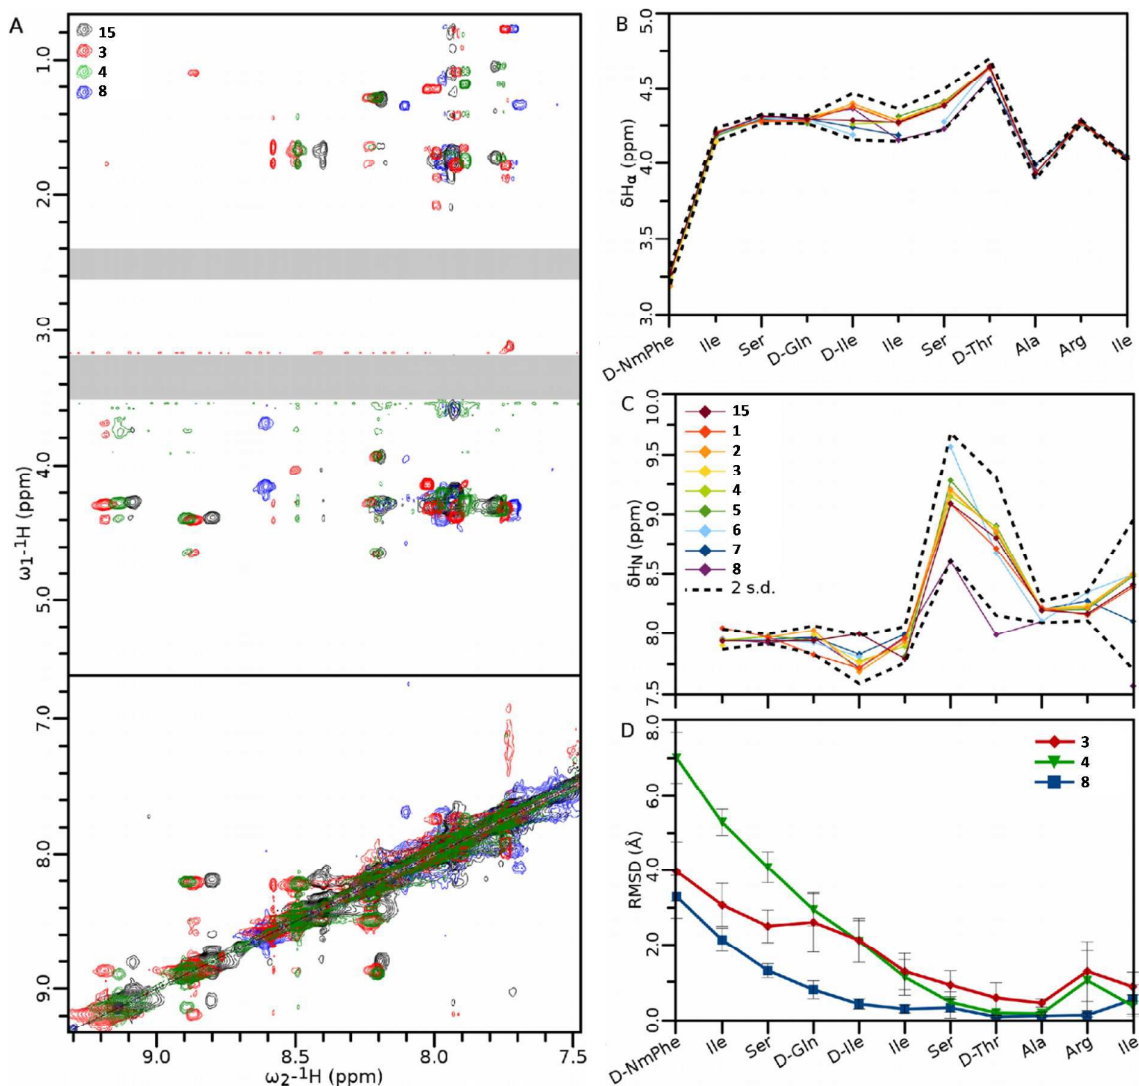 A
15
3
4
8
1.0
2.0
3.0
4.0
5.0
ω1-1H (ppm)
7.0
8.0
9.0
9.0
8.5
8.0
7.5
ω2-1H (ppm)
B
5.0
4.5
4.0
3.5
3.0
δHα (ppm)
D-NmPhe
Ile
Ser
D-Gln
D-Ile
Ile
Ser
D-Thr
Ala
Arg
Ile
C
10.0
9.5
9.0
8.5
8.0
7.5
δHN (ppm)
15
1
2
3
4
5
6
7
8
2 s.d.
D
8.0
6.0
4.0
2.0
0.0
RMSD (Å)
3
4
8
D-NmPhe
Ile
Ser
D-Gln
D-Ile
Ile
Ser
D-Thr
Ala
Arg
Ile